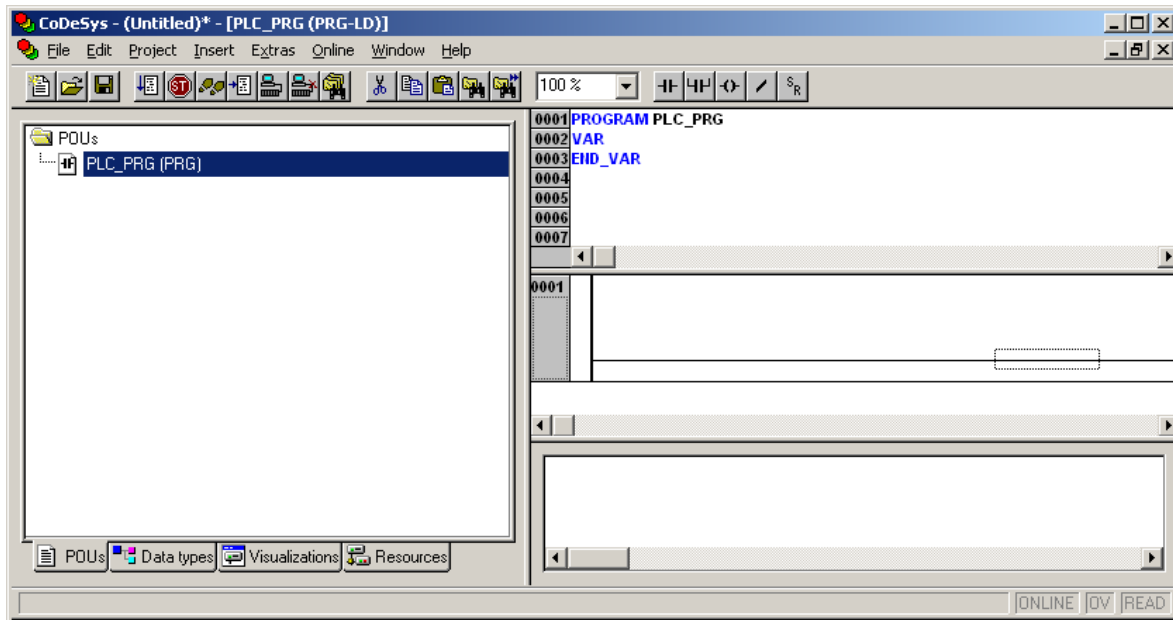 CoDeSys - (Untitled)* - [PLC_PRG (PRG-LD)]
File Edit Project Insert Extras Online Window Help
ST 100 % S R
POUs
PLC_PRG (PRG)
0001 PROGRAM PLC_PRG
0002 VAR
0003 END_VAR
0004
0005
0006
0007
0001
POUs Data types Visualizations Resources
ONLINE OV READ